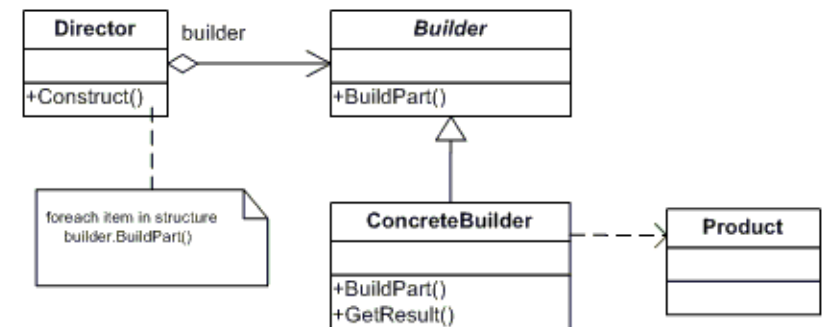 Director
builder
Builder
+Construct()
+BuildPart()
foreach item in structure
builder.BuildPart()
ConcreteBuilder
Product
+BuildPart()
+GetResult()